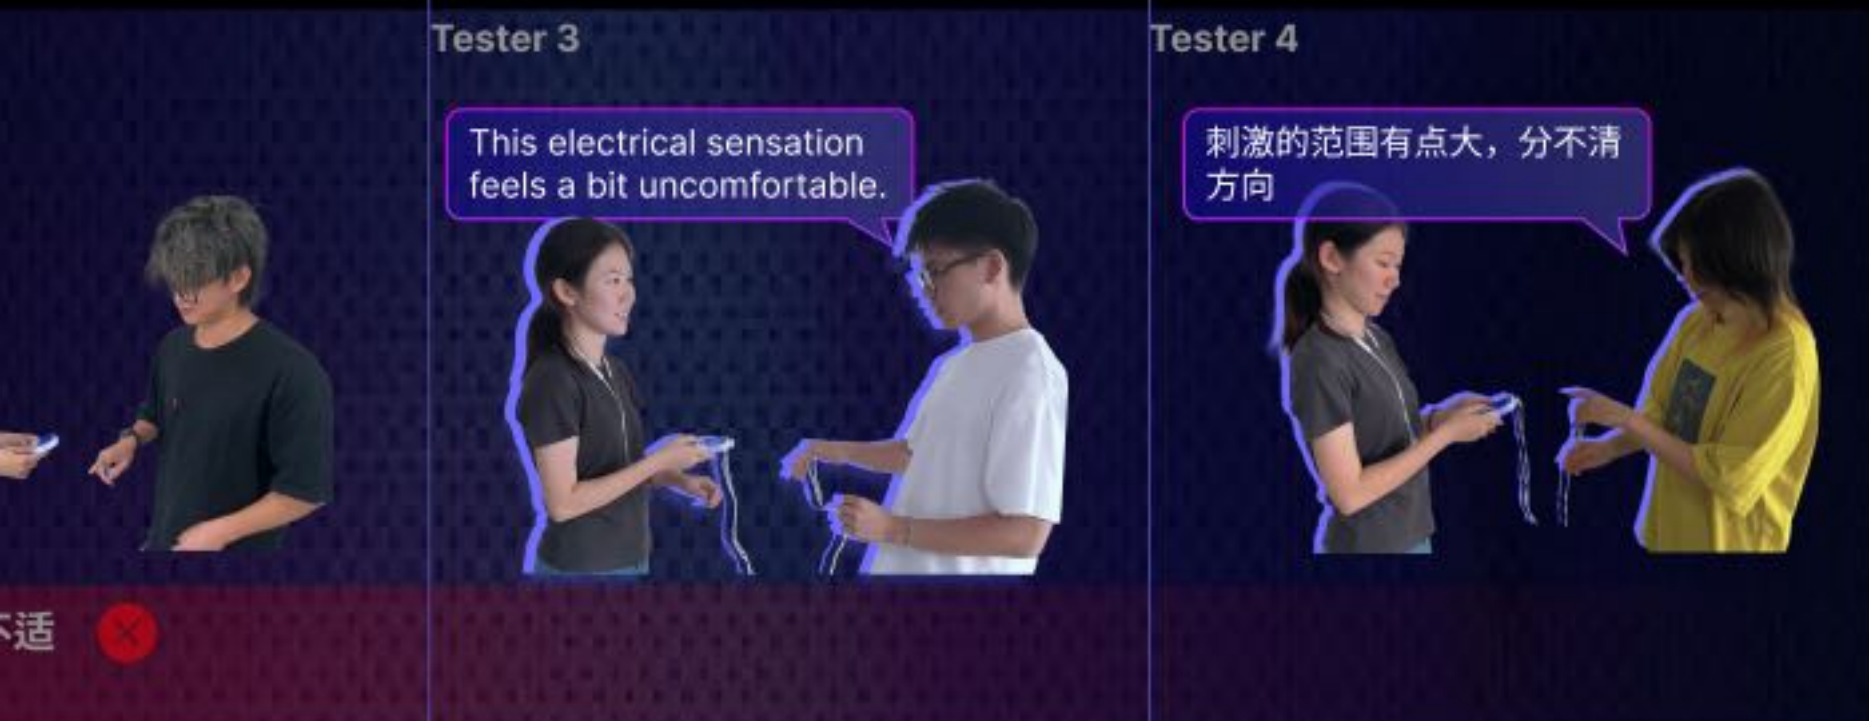 Tester 3
Tester 4
This electrical sensation
feels a bit uncomfortable.
刺激的范围有点大，分不清
方向
不适